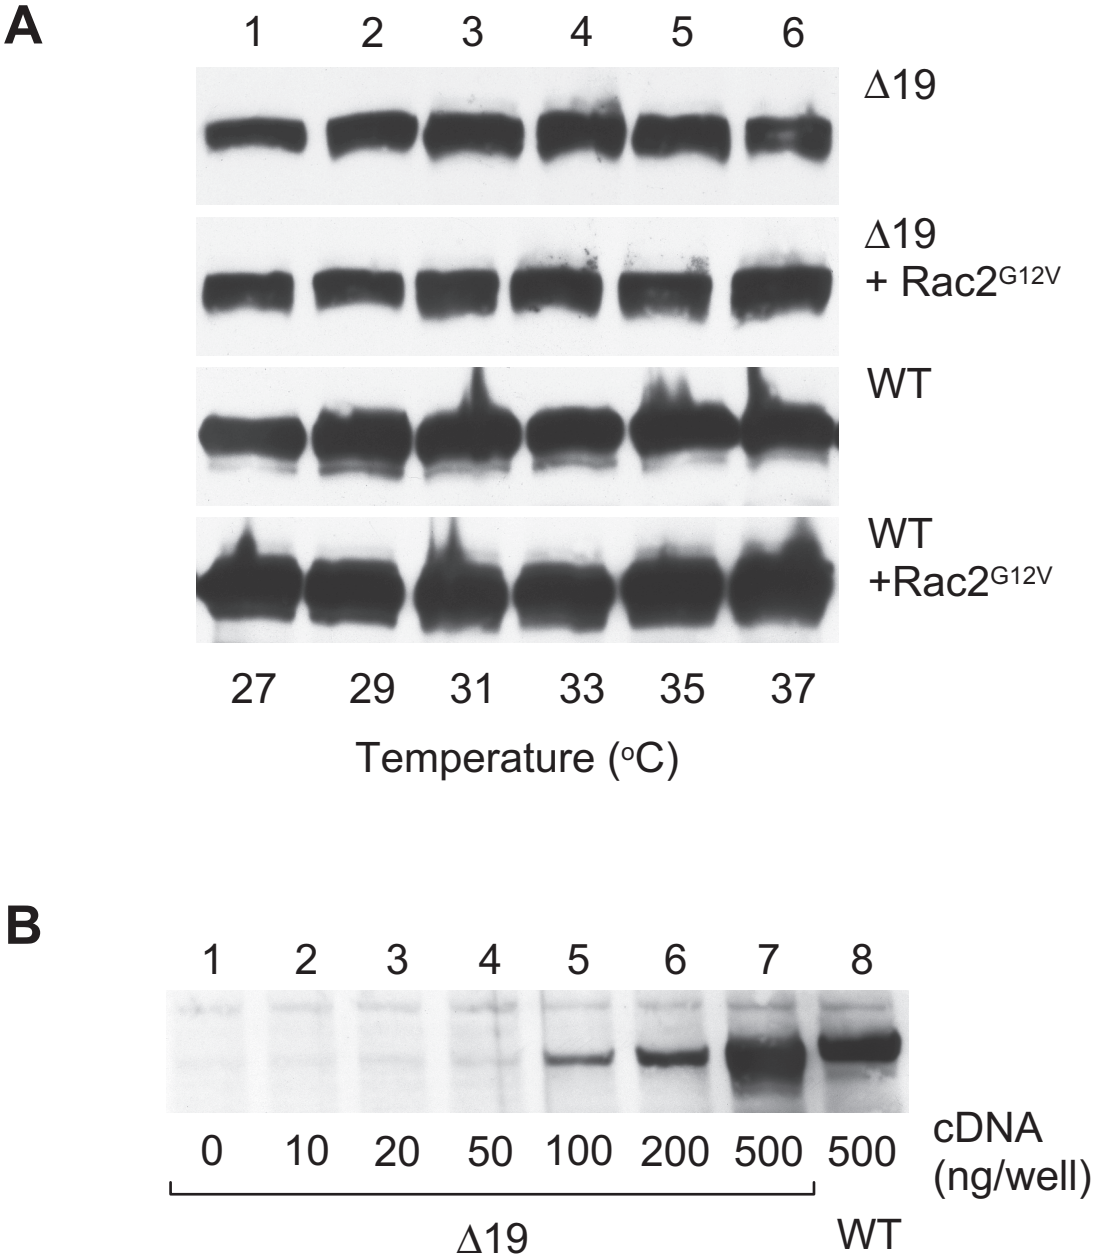 A
1 2 3 4 5 6
Δ19
Δ19
+ Rac2G12V
WT
WT
+Rac2G12V
27 29 31 33 35 37
Temperature (oC)
B
1 2 3 4 5 6 7 8
0 10 20 50 100 200 500 500
cDNA
(ng/well)
Δ19
WT